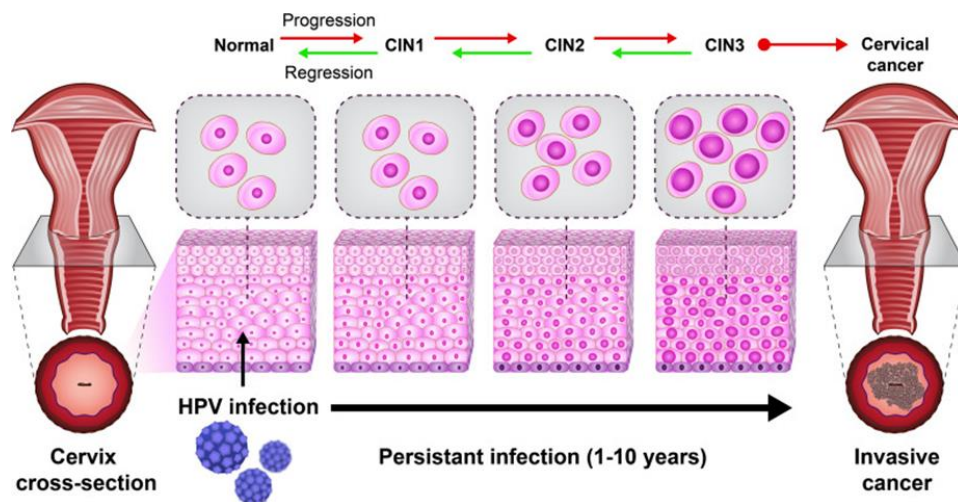 Progression
Normal CIN1 CIN2 CIN3 Cervical
cancer
Regression
HPV infection
Cervix
cross-section
Persistant infection (1-10 years)
Invasive
cancer